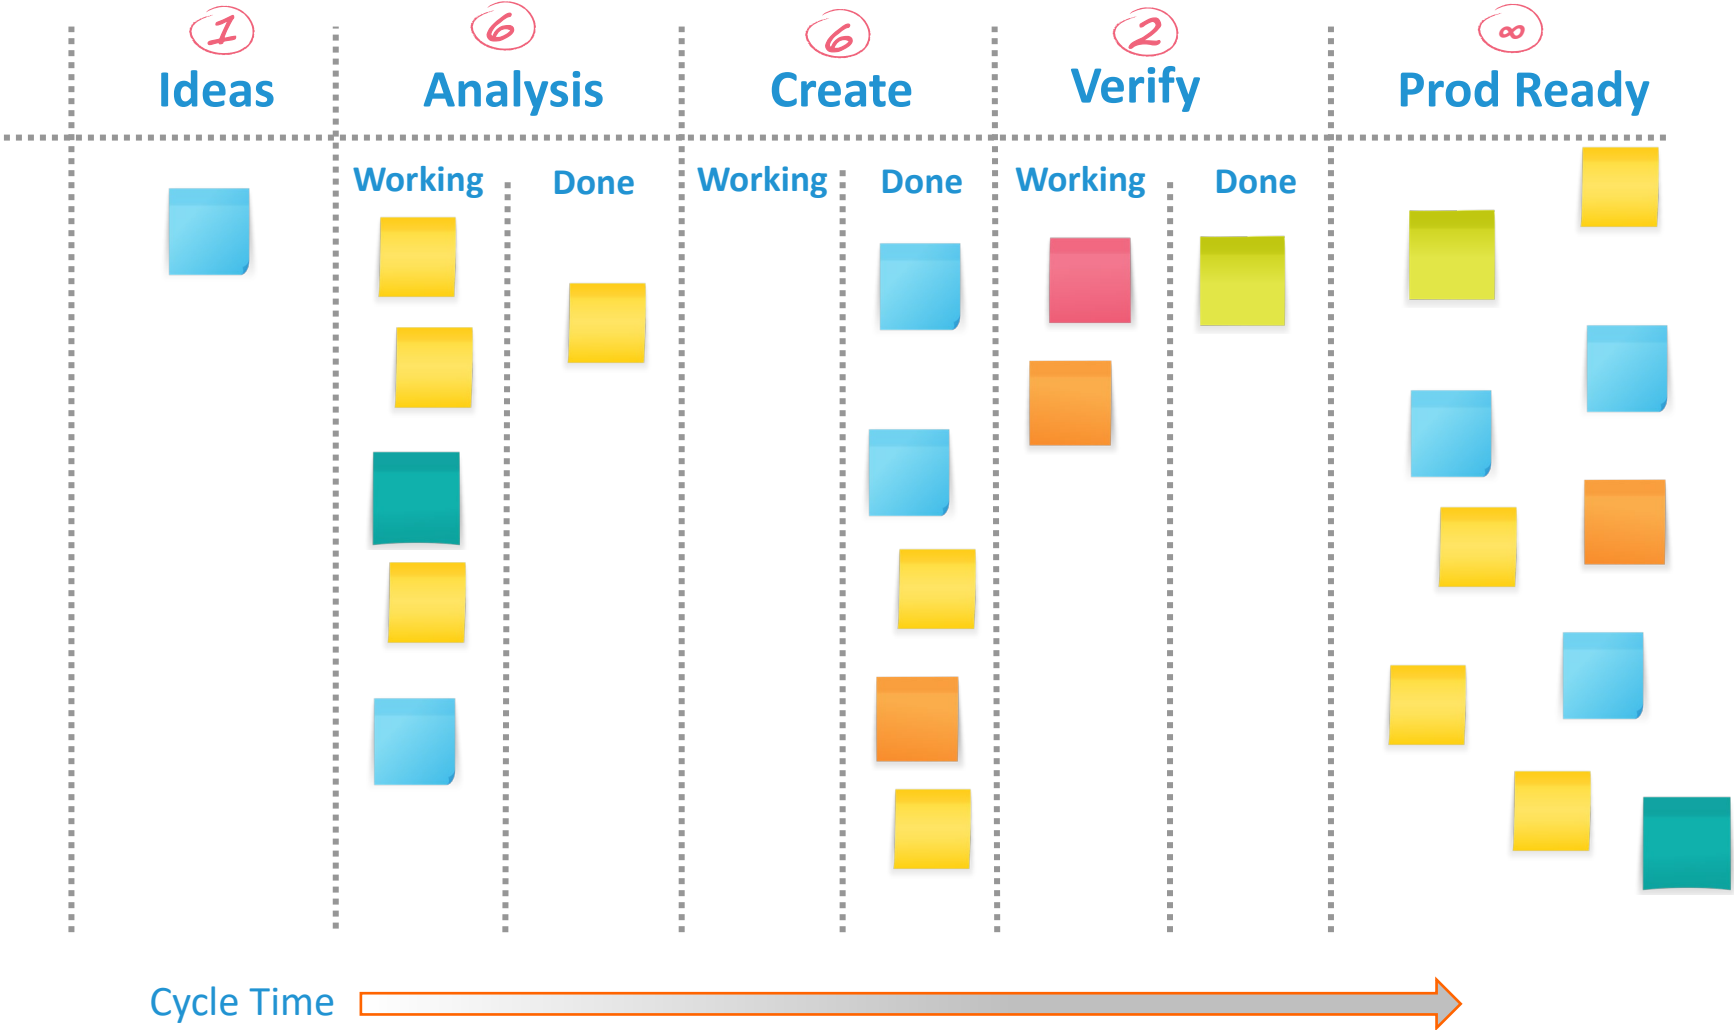 1 6 6 2 ∞
Ideas Analysis Create Verify Prod Ready
Working Done Working Done Working Done
Cycle Time